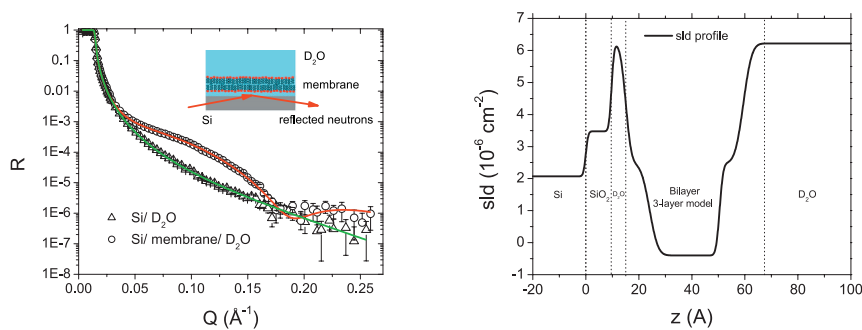 1
0.1
0.01
1E-3
1E-4
1E-5
1E-6
1E-7
1E-8
R
0.00 0.05 0.10 0.15 0.20 0.25
Q (Å⁻¹)
D₂O
membrane
Si
reflected neutrons
Si/ D₂O
Si/ membrane/ D₂O
7
6
5
4
3
2
1
0
-1
sld (10⁻⁶ cm⁻²)
-20 0 20 40 60 80 100
z (A)
sld profile
Si
SiO₂
D₂O
Bilayer
3-layer model
D₂O